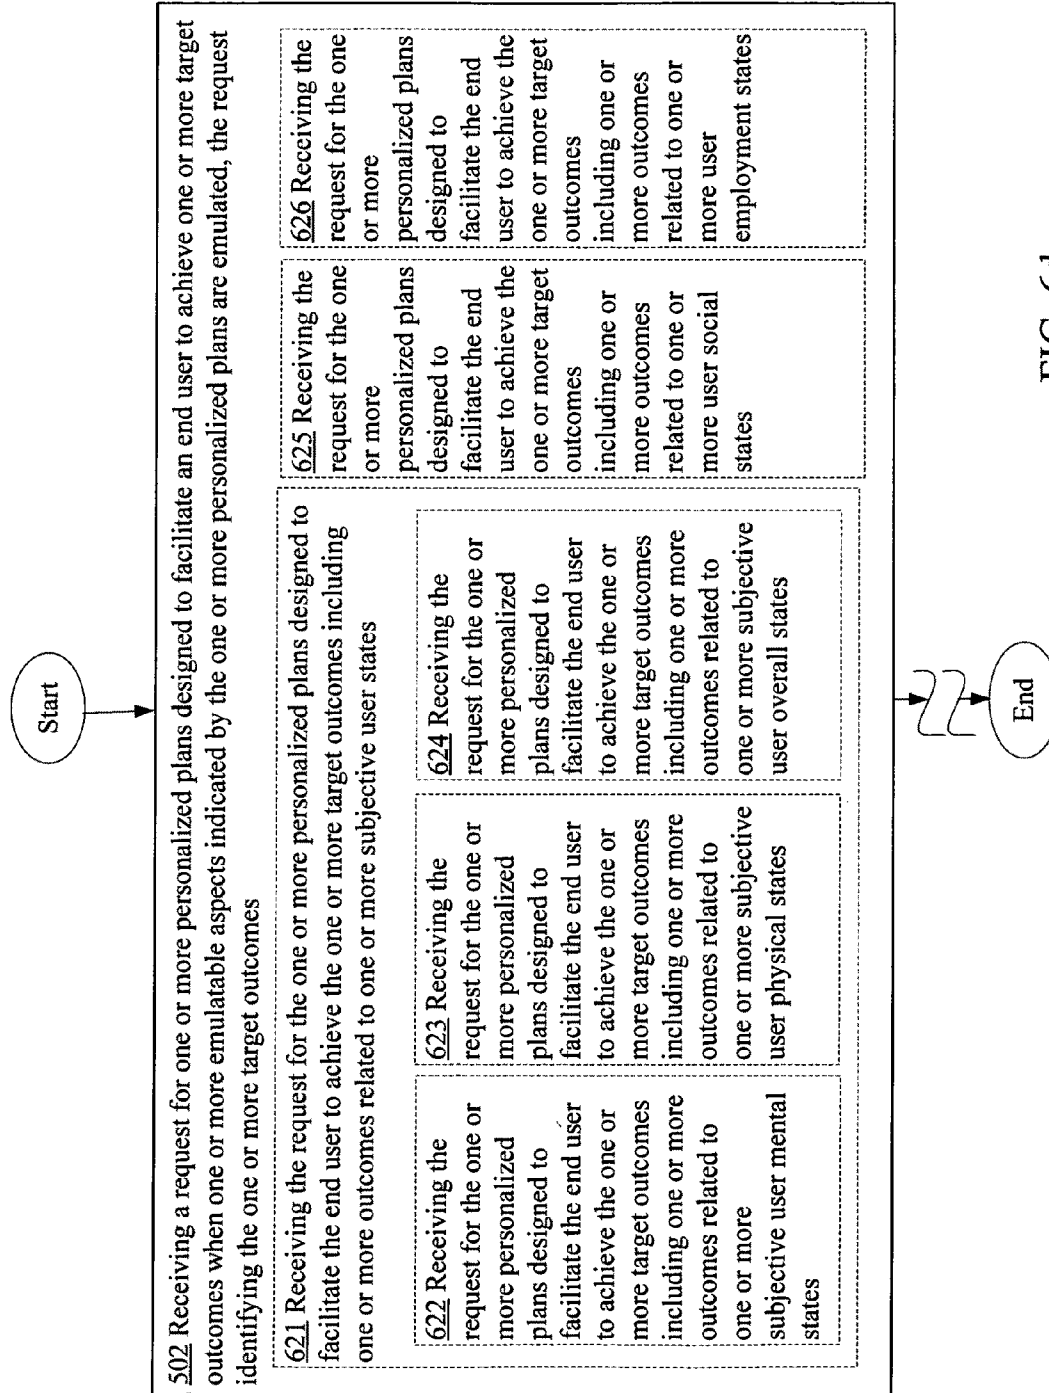 Start
502 Receiving a request for one or more personalized plans designed to facilitate an end user to achieve one or more target
outcomes when one or more emulatable aspects indicated by the one or more personalized plans are emulated, the request
identifying the one or more target outcomes
621 Receiving the request for the one or more personalized plans designed to
facilitate the end user to achieve the one or more target outcomes including
one or more outcomes related to one or more subjective user states
622 Receiving the
request for the one or
more personalized
plans designed to
facilitate the end user
to achieve the one or
more target outcomes
including one or more
outcomes related to
one or more
subjective user mental
states
623 Receiving the
request for the one or
more personalized
plans designed to
facilitate the end user
to achieve the one or
more target outcomes
including one or more
outcomes related to
one or more subjective
user physical states
624 Receiving the
request for the one or
more personalized
plans designed to
facilitate the end user
to achieve the one or
more target outcomes
including one or more
outcomes related to
one or more subjective
user overall states
625 Receiving the
request for the one
or more
personalized plans
designed to
facilitate the end
user to achieve the
one or more target
outcomes
including one or
more outcomes
related to one or
more user social
states
626 Receiving the
request for the one
or more
personalized plans
designed to
facilitate the end
user to achieve the
one or more target
outcomes
including one or
more outcomes
related to one or
more user
employment states
End